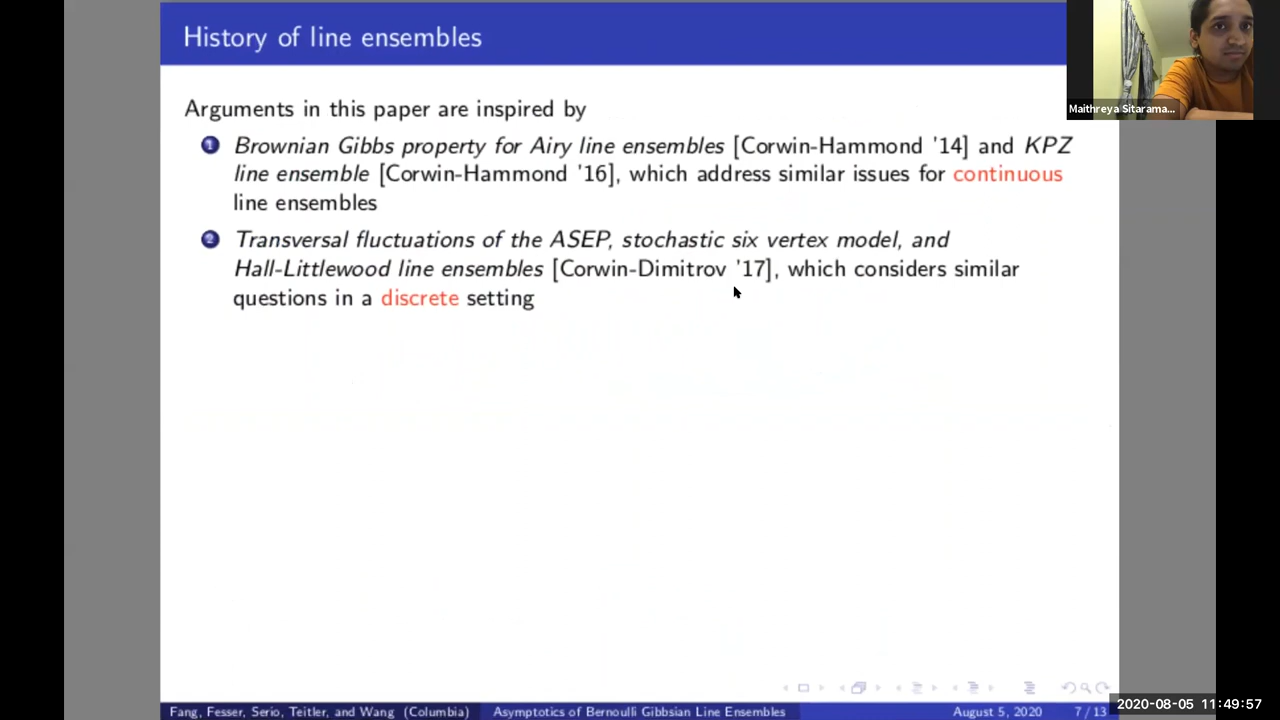 History of line ensembles
Maithreya Sitarama...
Arguments in this paper are inspired by
1 Brownian Gibbs property for Airy line ensembles [Corwin-Hammond '14] and KPZ
line ensemble [Corwin-Hammond '16], which address similar issues for continuous
line ensembles
2 Transversal fluctuations of the ASEP, stochastic six vertex model, and
Hall-Littlewood line ensembles [Corwin-Dimitrov '17], which considers similar
questions in a discrete setting
Fang, Fesser, Serio, Teitler, and Wang (Columbia) Asymptotics of Bernoulli Gibbsian Line Ensembles August 5, 2020 7 / 13
2020-08-05 11:49:57